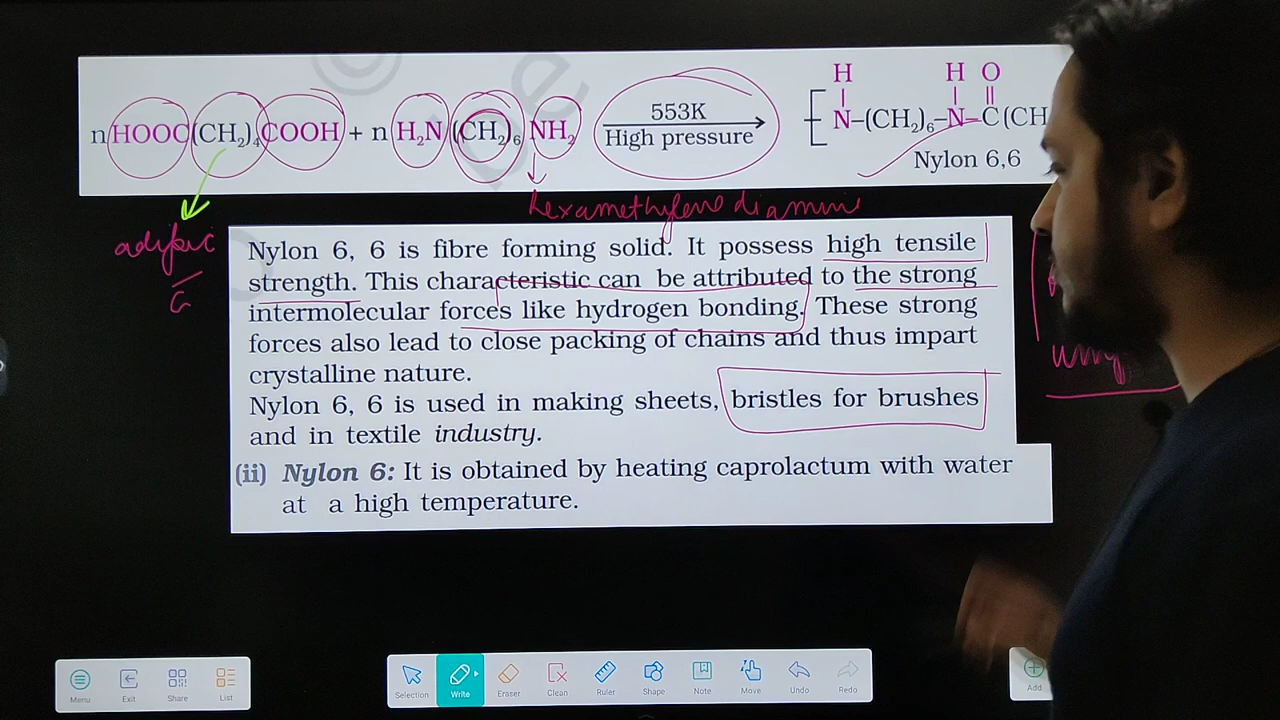 nHOOC(CH₂)₄COOH + n H₂N (CH₂)₆ NH₂
553K
High pressure
H H O
N–(CH₂)₆–N–C(CH
Nylon 6,6
hexamethylene diamine
adipic
Nylon 6, 6 is fibre forming solid. It possess high tensile
strength. This characteristic can be attributed to the strong
intermolecular forces like hydrogen bonding. These strong
forces also lead to close packing of chains and thus impart
crystalline nature.
Nylon 6, 6 is used in making sheets, bristles for brushes
and in textile industry.
(ii) Nylon 6: It is obtained by heating caprolactum with water
at a high temperature.
Menu Exit Share List
Selection Write Eraser Clean Ruler Shape Note Move Undo Redo
Add